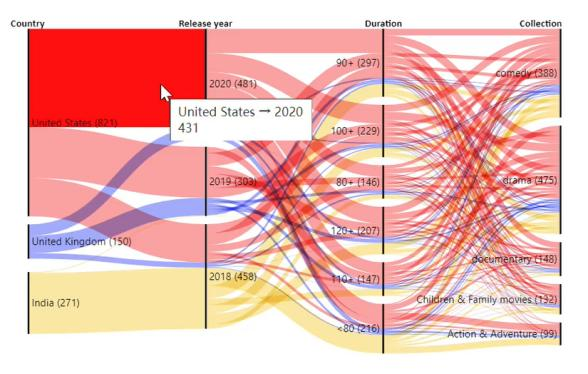 Country
Release year
Duration
Collection
United States (821)
United Kingdom (150)
India (271)
2020 (481)
United States → 2020
431
2019 (303)
2018 (458)
90+ (297)
100+ (229)
80+ (146)
120+ (207)
110+ (147)
<80 (216)
comedy (388)
drama (475)
documentary (148)
Children & Family movies (132)
Action & Adventure (99)